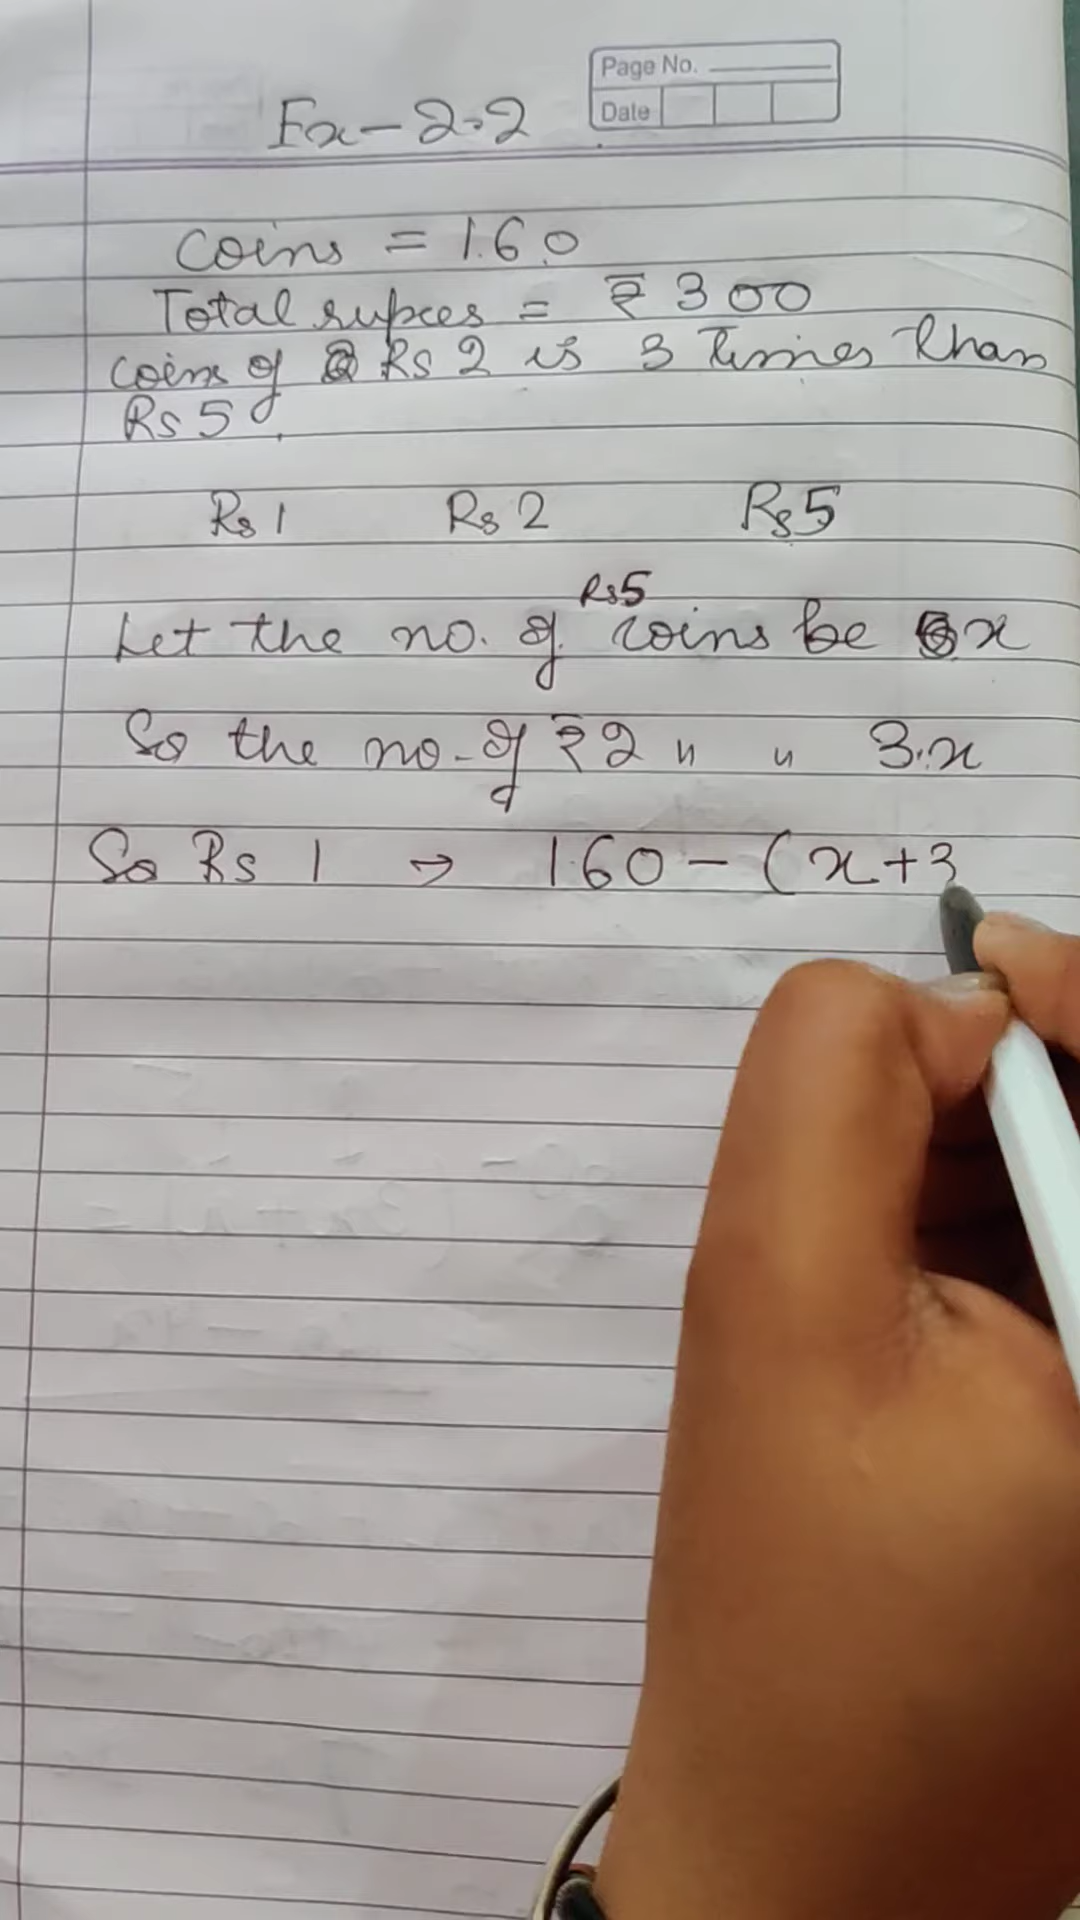 Page No.
Date
Ex-2.2
Coins = 160
Total rupees = ₹300
coins of Rs 2 is 3 times than
Rs 5.
Rs 1 Rs 2 Rs 5
Rs5
Let the no. of coins be x
So the no. of ₹2 " " 3x
So Rs 1 → 160 - (x+3